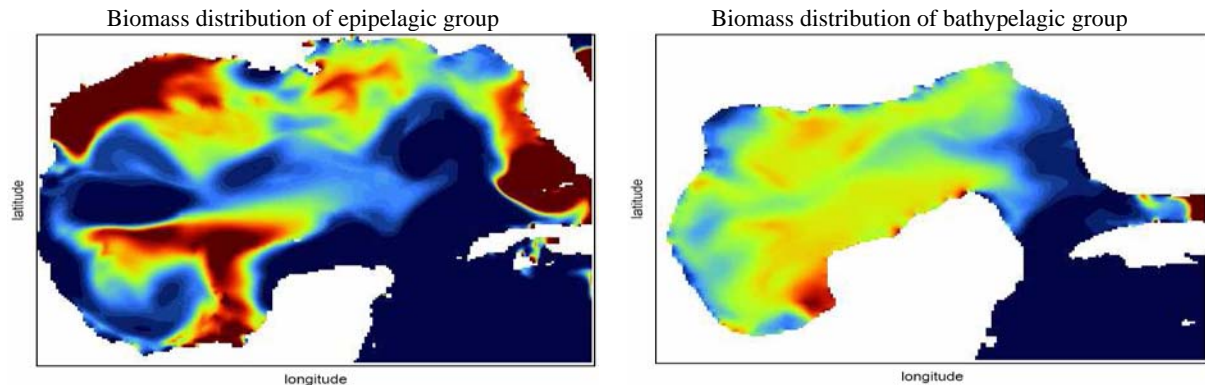 Biomass distribution of epipelagic group
Biomass distribution of bathypelagic group
latitude
latitude
longitude
longitude